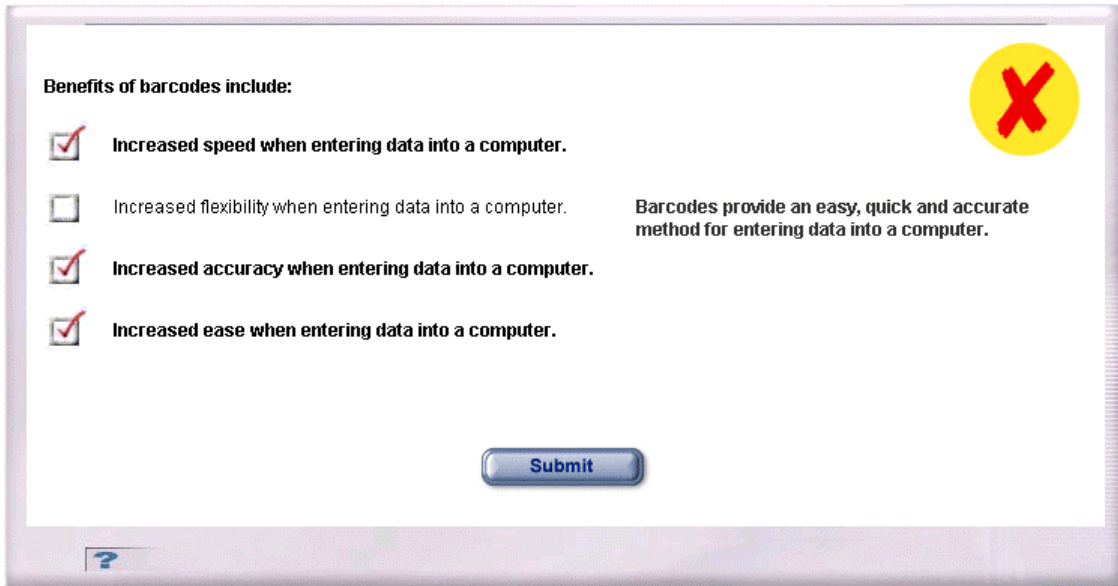 Benefits of barcodes include:
Increased speed when entering data into a computer.
Increased flexibility when entering data into a computer.
Barcodes provide an easy, quick and accurate
method for entering data into a computer.
Increased accuracy when entering data into a computer.
Increased ease when entering data into a computer.
Submit
?